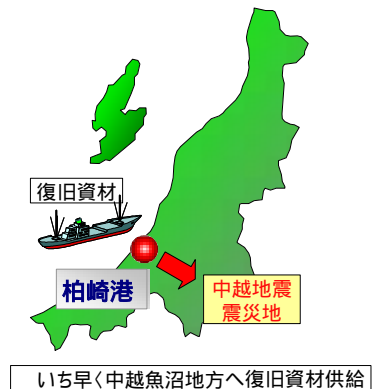 復旧資材
柏崎港
中越地震
震災地
いち早く中越魚沼地方へ復旧資材供給